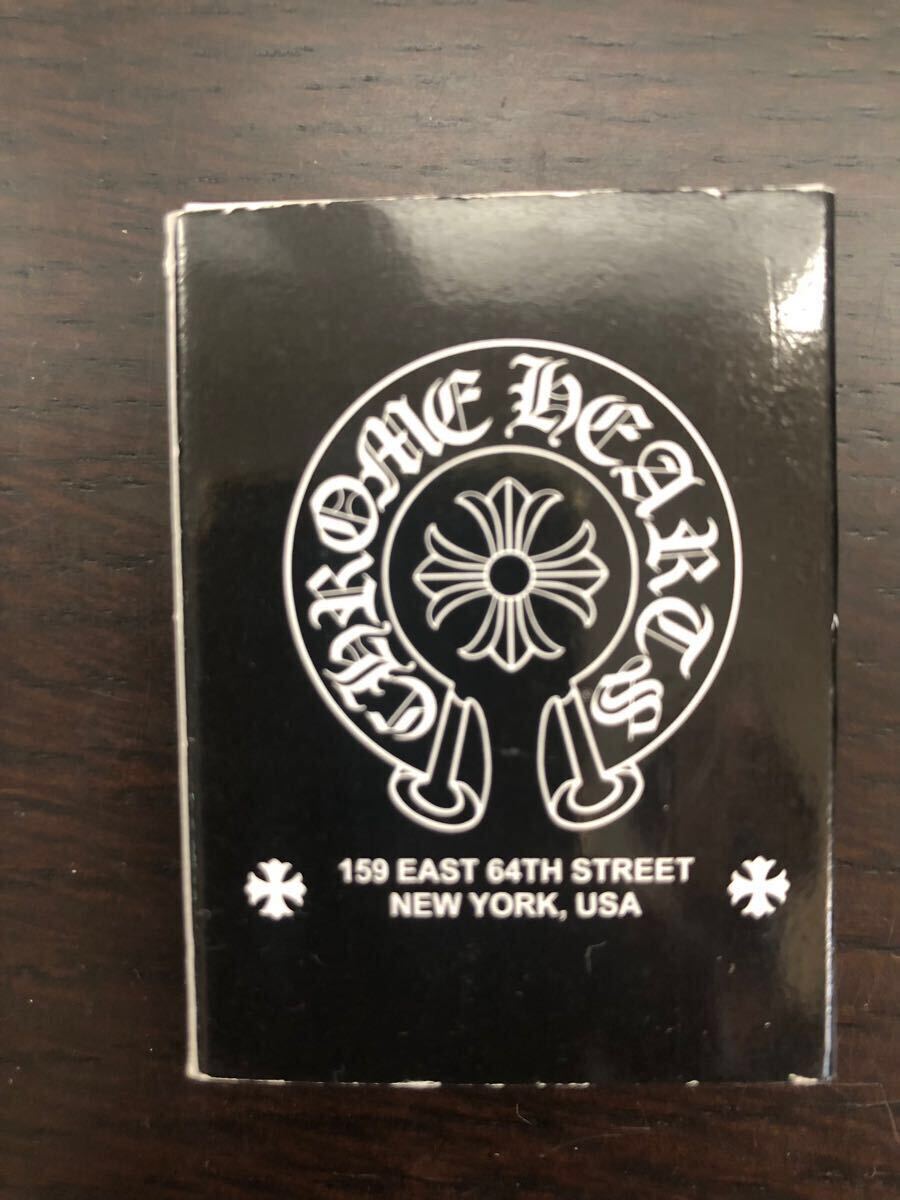 CHROME HEARTS
159 EAST 64TH STREET
NEW YORK, USA